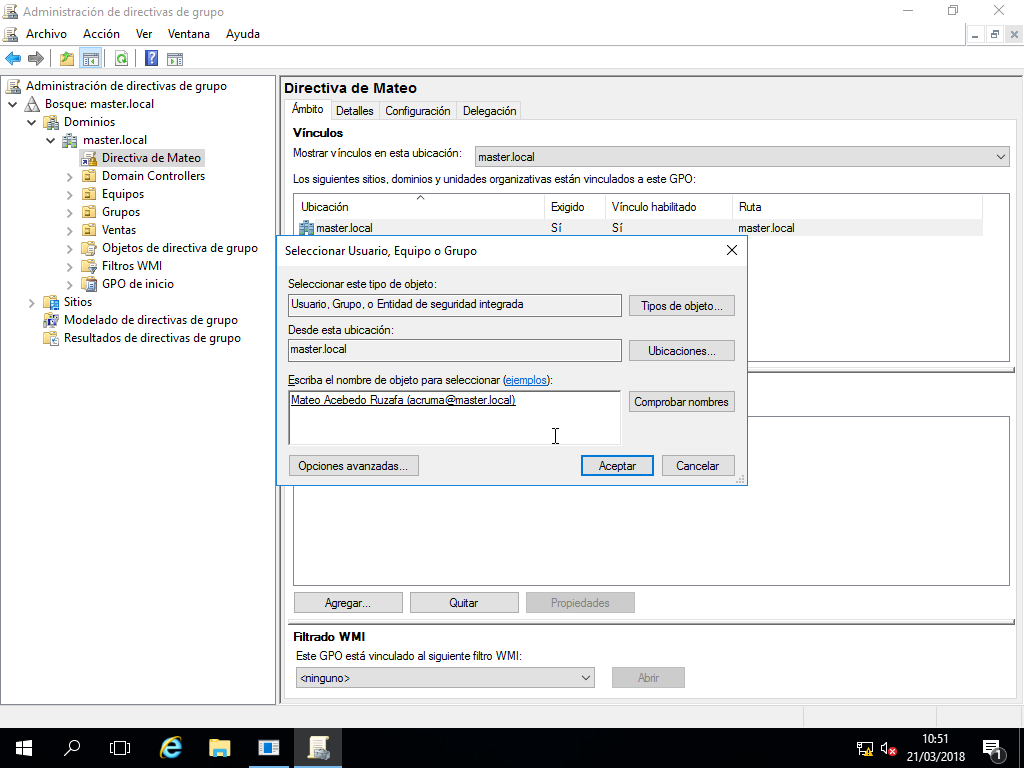 Administración de directivas de grupo
Archivo Acción Ver Ventana Ayuda
Administración de directivas de grupo
Bosque: master.local
Dominios
master.local
Directiva de Mateo
Domain Controllers
Equipos
Grupos
Ventas
Objetos de directiva de grupo
Filtros WMI
GPO de inicio
Sitios
Modelado de directivas de grupo
Resultados de directivas de grupo
Directiva de Mateo
Ámbito Detalles Configuración Delegación
Vínculos
Mostrar vínculos en esta ubicación: master.local
Los siguientes sitios, dominios y unidades organizativas están vinculados a este GPO:
Ubicación Exigido Vínculo habilitado Ruta
master.local Sí Sí master.local
Seleccionar Usuario, Equipo o Grupo
Seleccionar este tipo de objeto:
Usuario, Grupo, o Entidad de seguridad integrada Tipos de objeto...
Desde esta ubicación:
master.local Ubicaciones...
Escriba el nombre de objeto para seleccionar (ejemplos):
Mateo Acebedo Ruzafa (acruma@master.local) Comprobar nombres
Opciones avanzadas... Aceptar Cancelar
Agregar... Quitar Propiedades
Filtrado WMI
Este GPO está vinculado al siguiente filtro WMI:
<ninguno> Abrir
10:51
21/03/2018
1